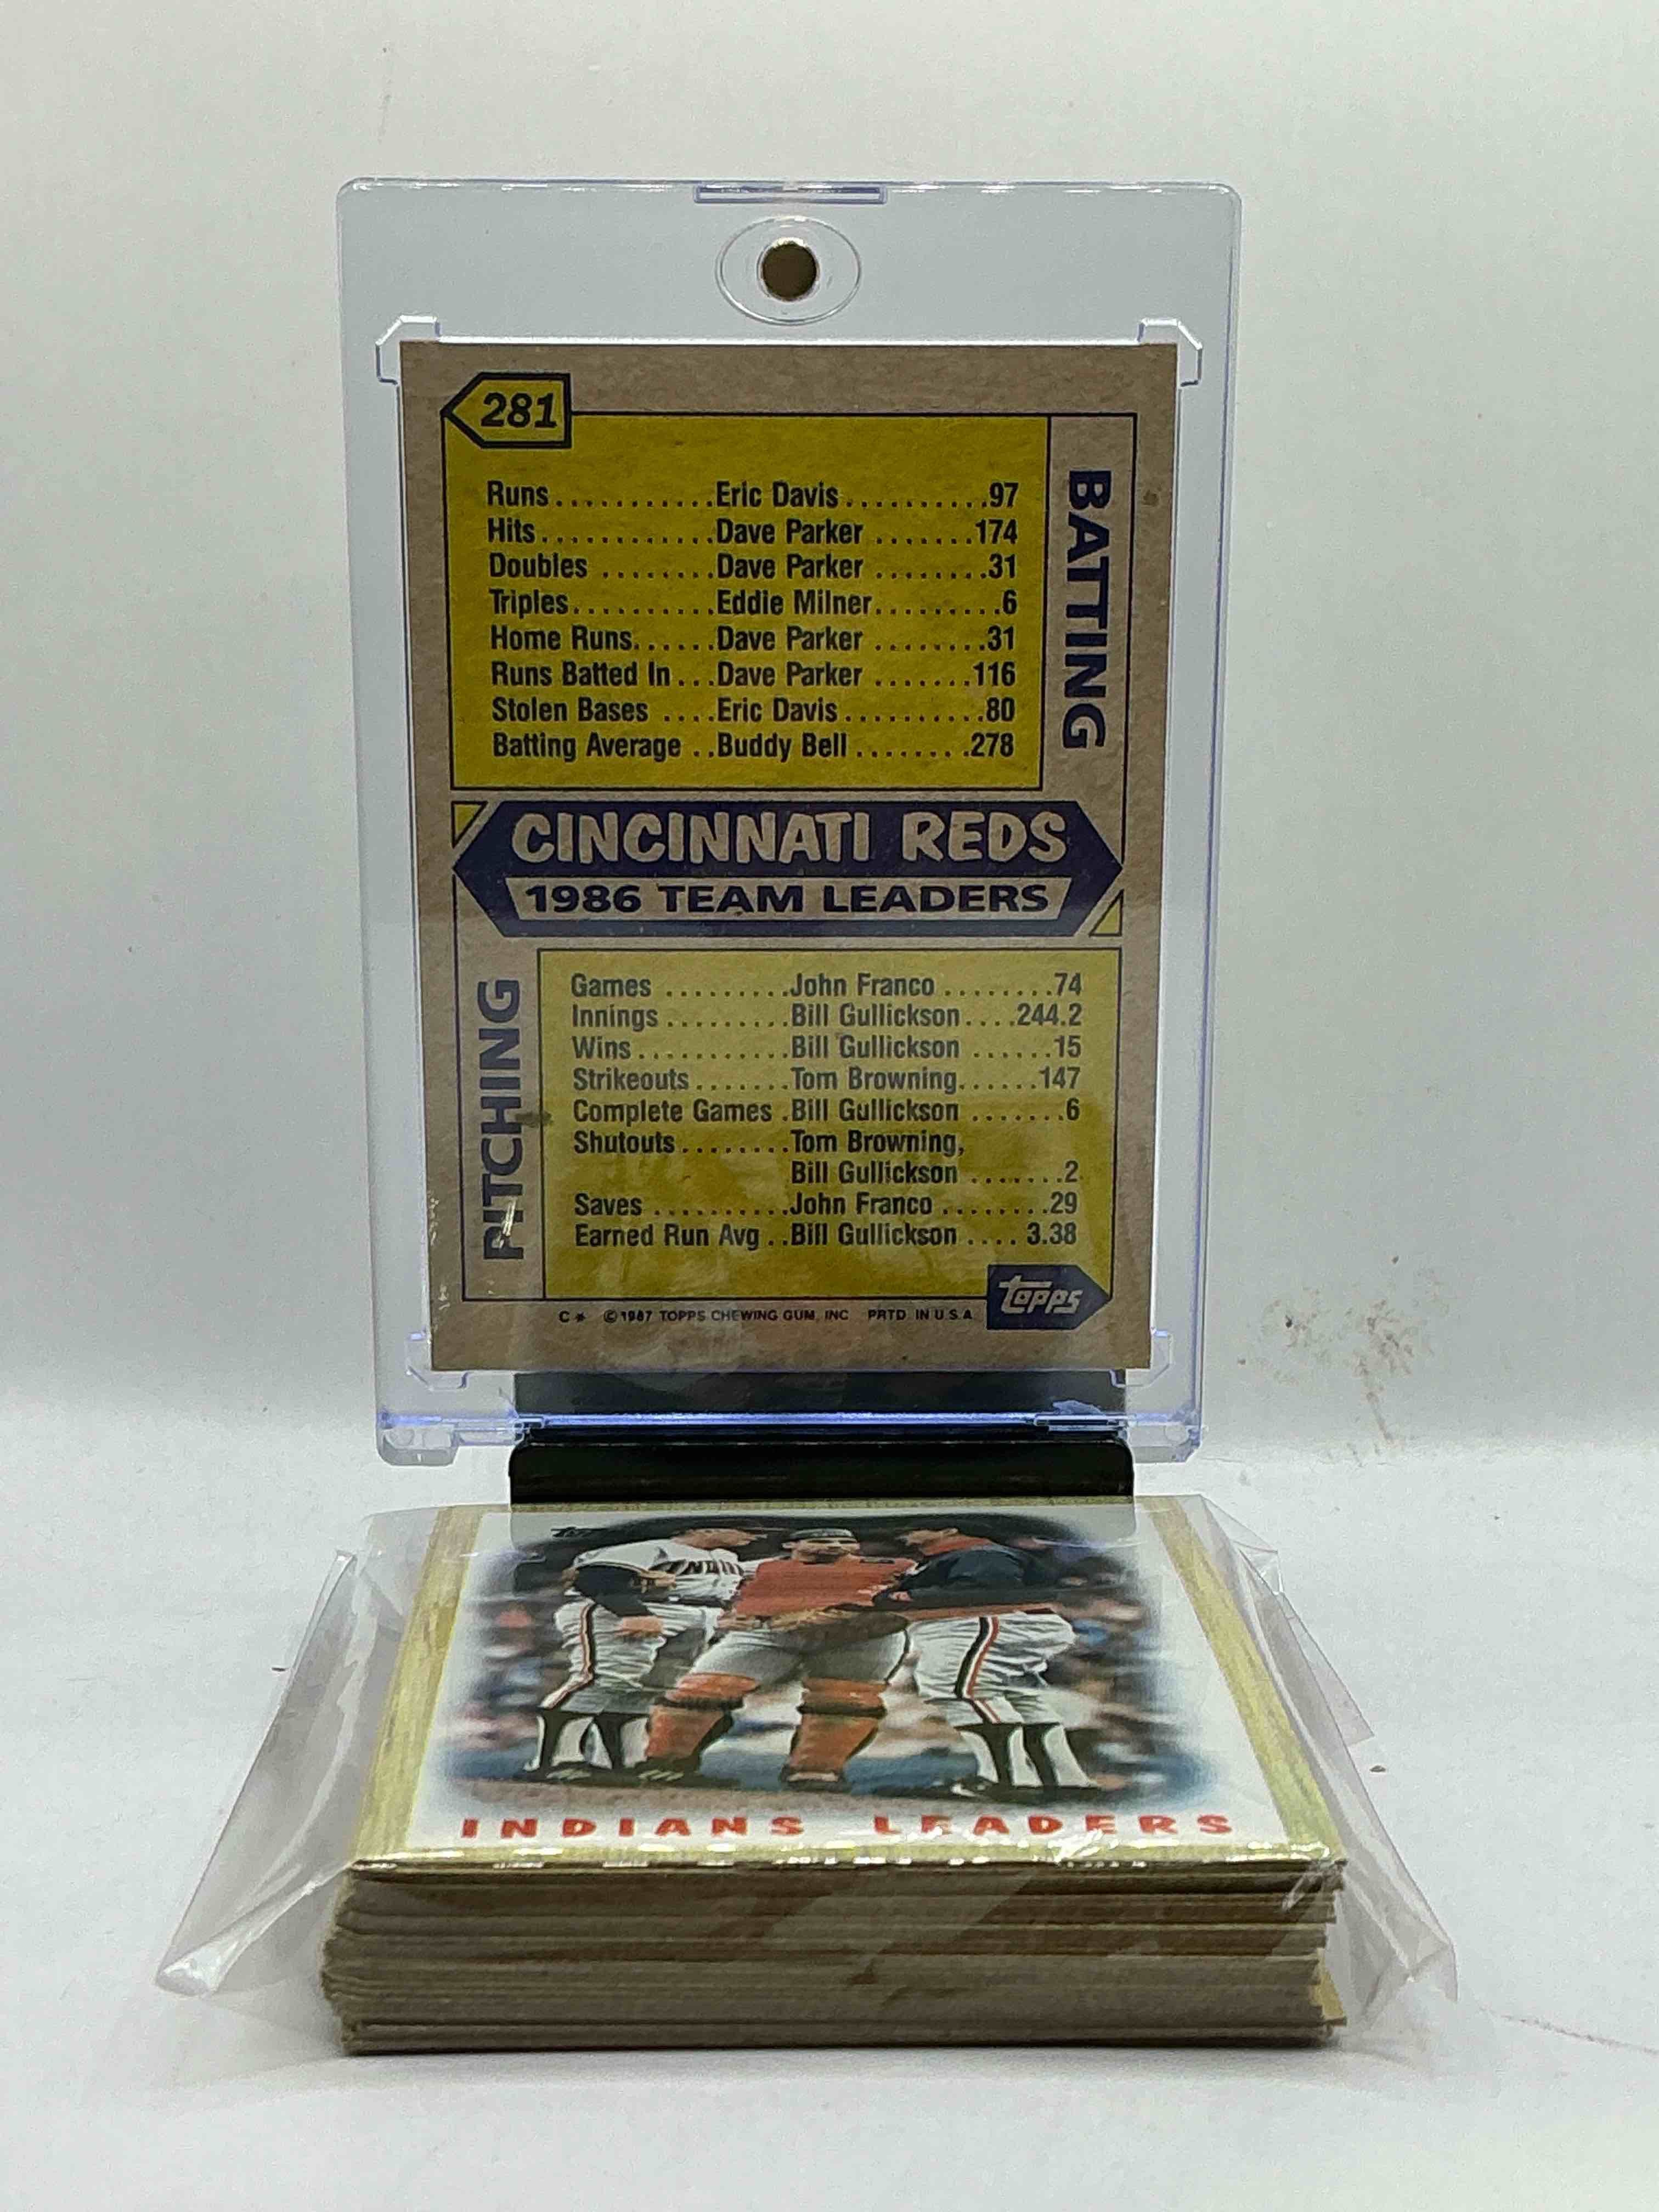 281
BATTING
Runs...........Eric Davis..........97
Hits............Dave Parker .......174
Doubles ........Dave Parker ........31
Triples..........Eddie Milner.........6
Home Runs......Dave Parker ........31
Runs Batted In...Dave Parker .......116
Stolen Bases ....Eric Davis..........80
Batting Average ..Buddy Bell ........278
CINCINNATI REDS
1986 TEAM LEADERS
PITCHING
Games .........John Franco ........74
Innings .........Bill Gullickson....244.2
Wins...........Bill Gullickson ......15
Strikeouts.......Tom Browning......147
Complete Games .Bill Gullickson .......6
Shutouts........Tom Browning,
Bill Gullickson .......2
Saves ..........John Franco ........29
Earned Run Avg ..Bill Gullickson .... 3.38
C* © 1987 TOPPS CHEWING GUM, INC PRTD. IN U.S.A.
topps
INDIANS LEADERS